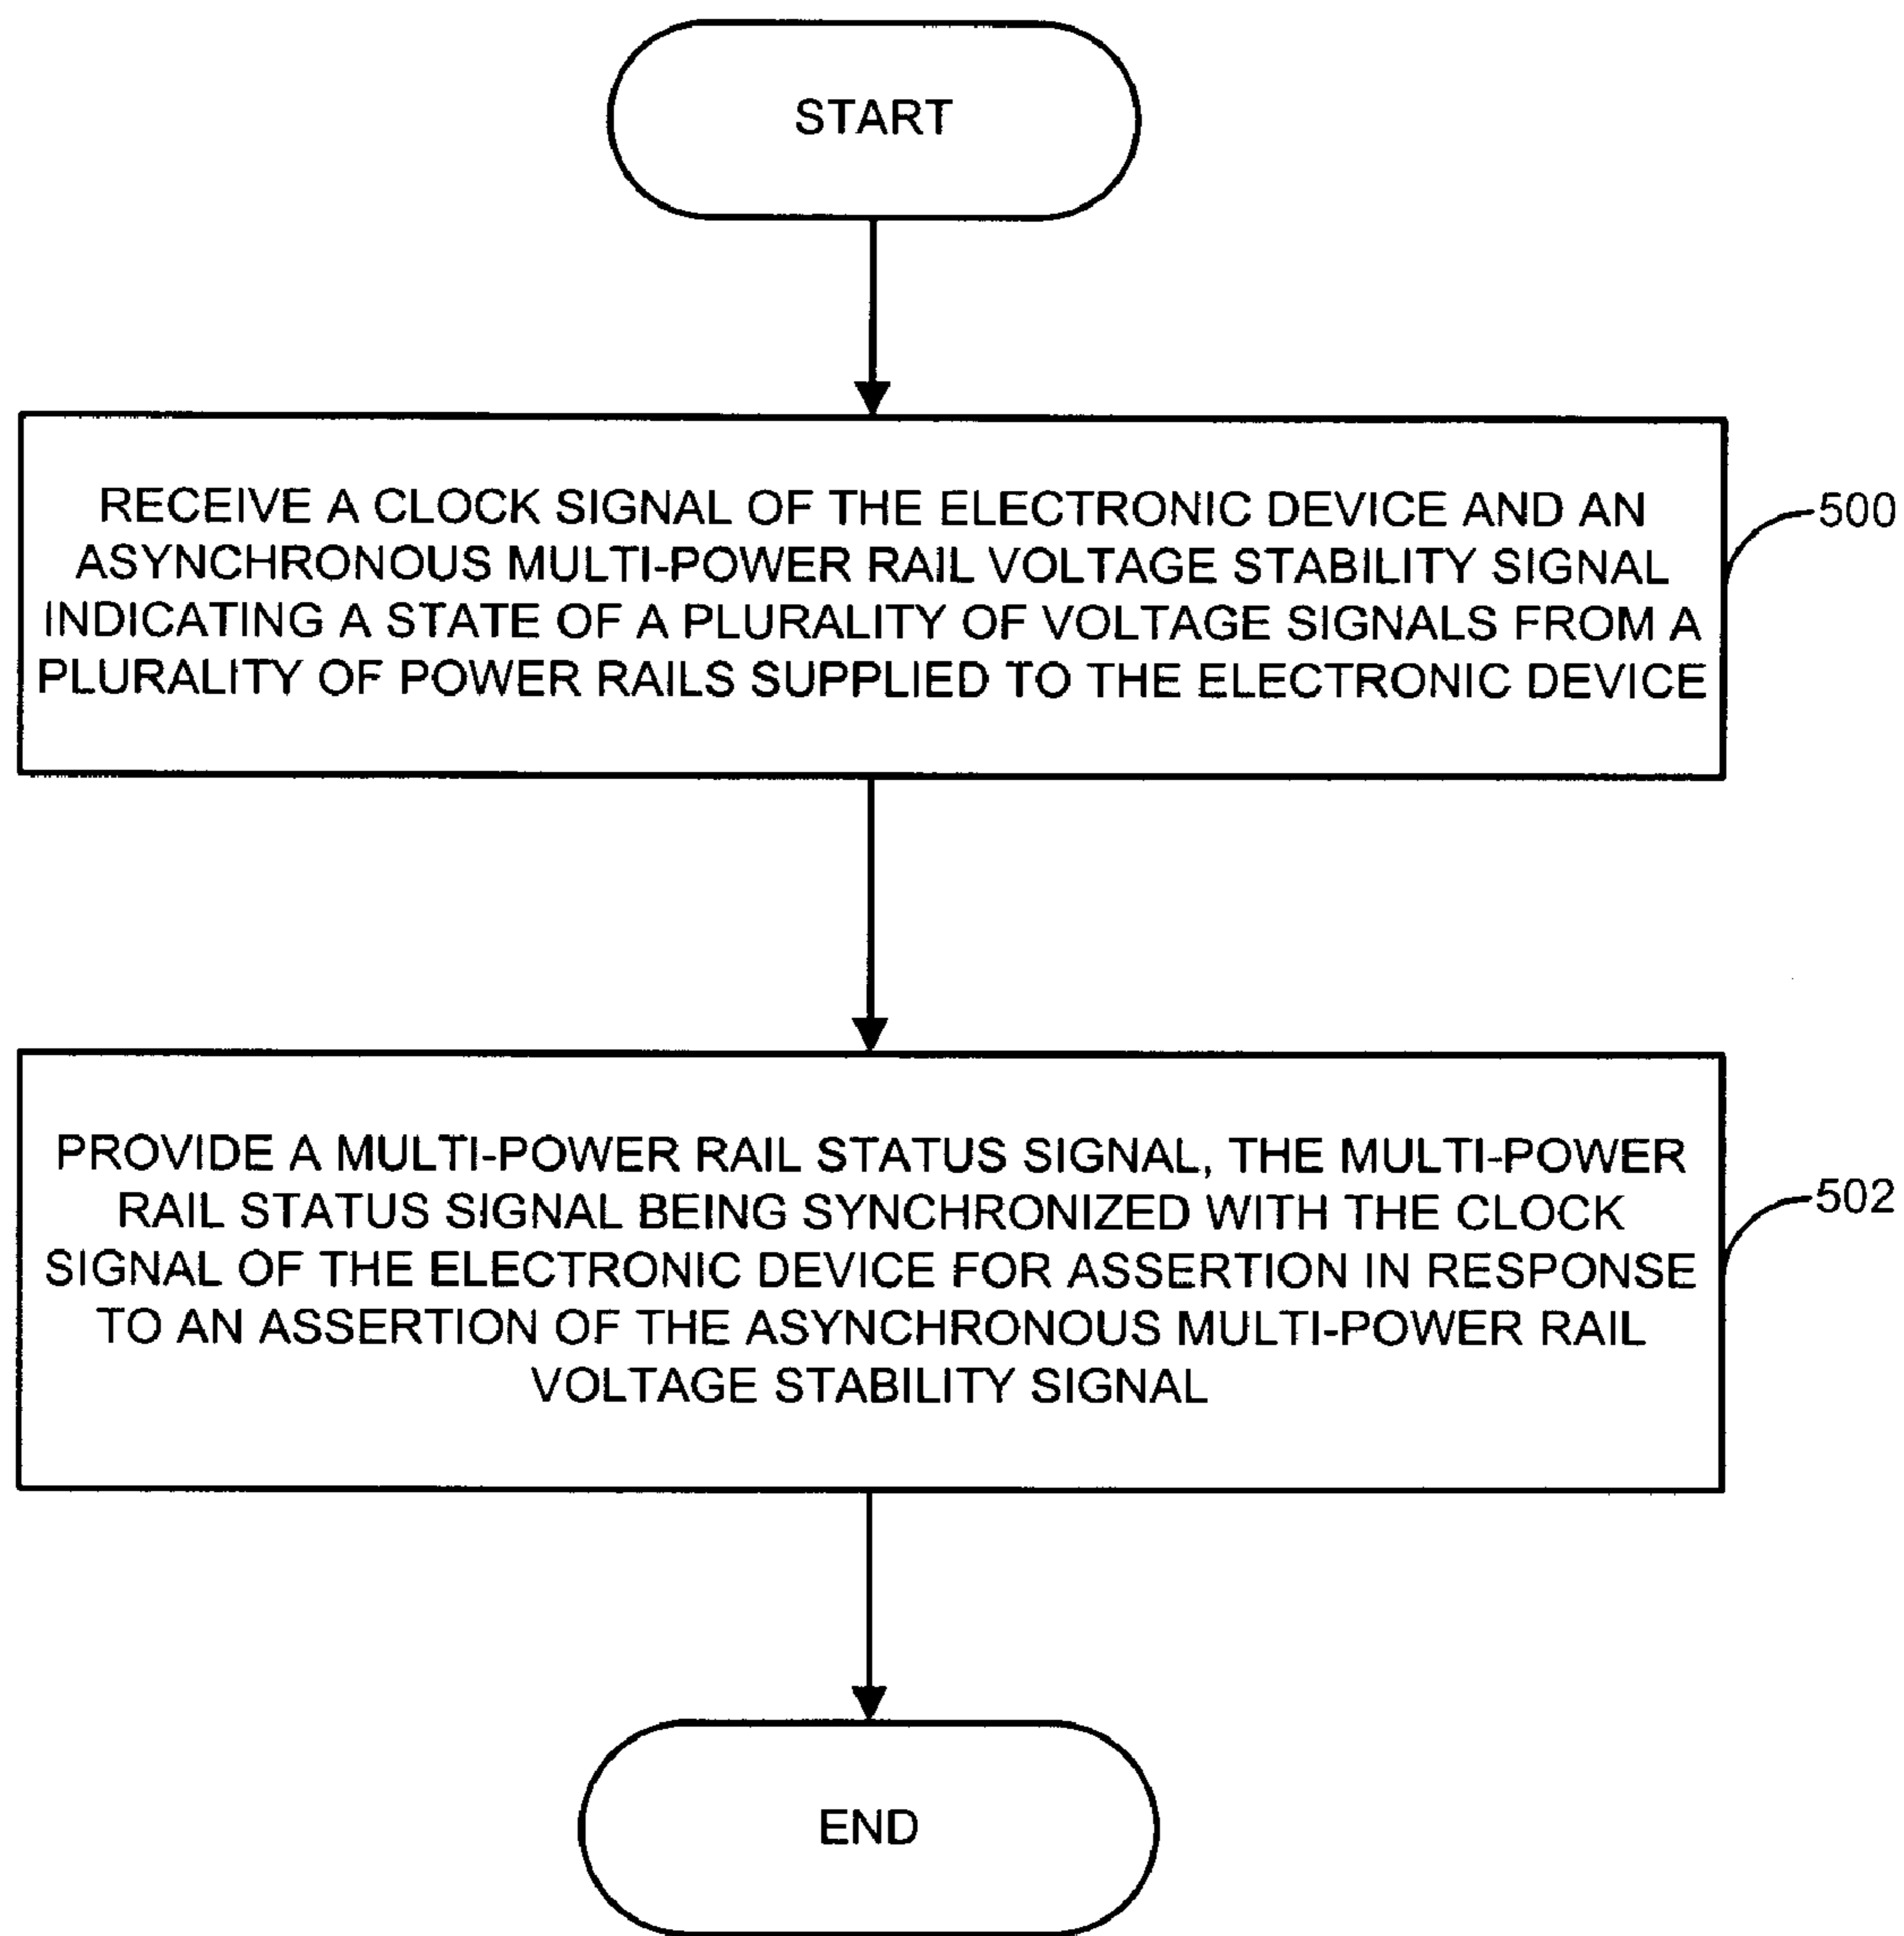 START
RECEIVE A CLOCK SIGNAL OF THE ELECTRONIC DEVICE AND AN
ASYNCHRONOUS MULTI-POWER RAIL VOLTAGE STABILITY SIGNAL
INDICATING A STATE OF A PLURALITY OF VOLTAGE SIGNALS FROM A
PLURALITY OF POWER RAILS SUPPLIED TO THE ELECTRONIC DEVICE
500
PROVIDE A MULTI-POWER RAIL STATUS SIGNAL, THE MULTI-POWER
RAIL STATUS SIGNAL BEING SYNCHRONIZED WITH THE CLOCK
SIGNAL OF THE ELECTRONIC DEVICE FOR ASSERTION IN RESPONSE
TO AN ASSERTION OF THE ASYNCHRONOUS MULTI-POWER RAIL
VOLTAGE STABILITY SIGNAL
502
END